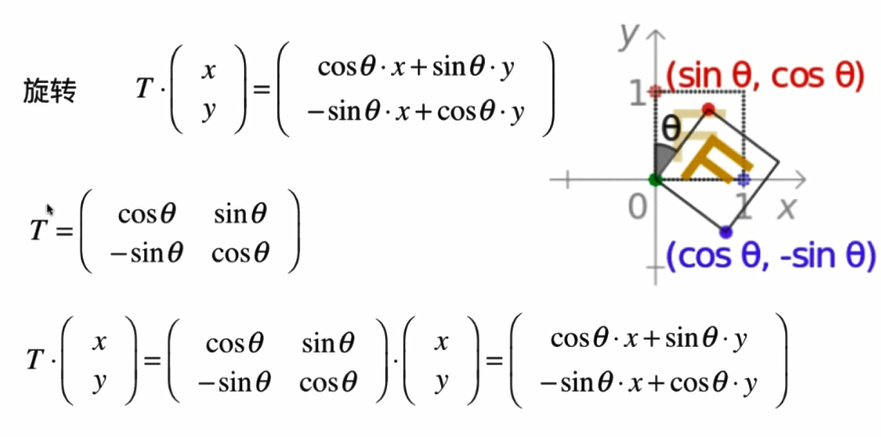 旋转 T · ( x y ) = ( cosθ · x + sinθ · y −sinθ · x + cosθ · y )
T = ( cosθ sinθ −sinθ cosθ )
T · ( x y ) = ( cosθ sinθ −sinθ cosθ ) · ( x y ) = ( cosθ · x + sinθ · y −sinθ · x + cosθ · y )
y
(sin θ, cos θ)
1
θ
F
F
0
1
x
(cos θ, -sin θ)